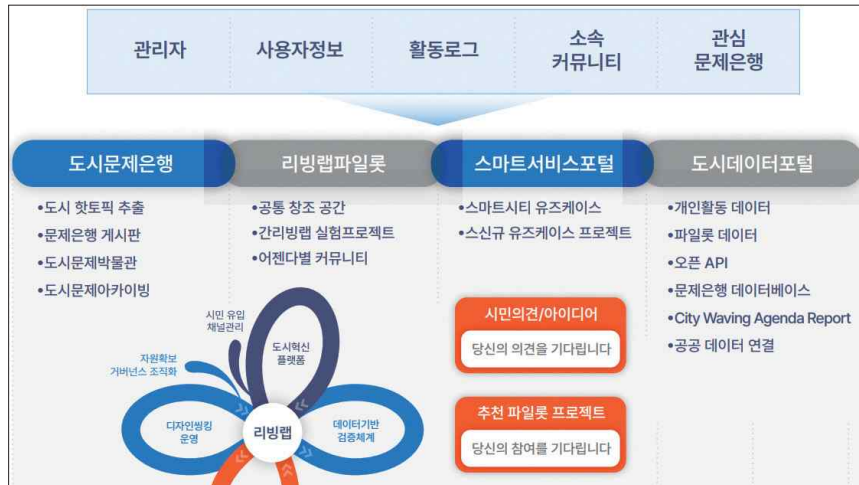 관리자
사용자정보
활동로그
소속
커뮤니티
관심
문제은행
도시문제은행
•도시 핫토픽 추출
•문제은행 게시판
•도시문제박물관
•도시문제아카이빙
리빙랩파일롯
•공통 창조 공간
•간리빙랩 실험프로젝트
•어젠다별 커뮤니티
스마트서비스포털
•스마트시티 유즈케이스
•스신규 유즈케이스 프로젝트
도시데이터포털
•개인활동 데이터
•파일롯 데이터
•오픈 API
•문제은행 데이터베이스
•City Waving Agenda Report
•공공 데이터 연결
시민 유입
채널관리
자원확보
거버넌스 조직화
도시혁신
플랫폼
디자인씽킹
운영
리빙랩
데이터기반
검증체계
시민의견/아이디어
당신의 의견을 기다립니다
추천 파일롯 프로젝트
당신의 참여를 기다립니다